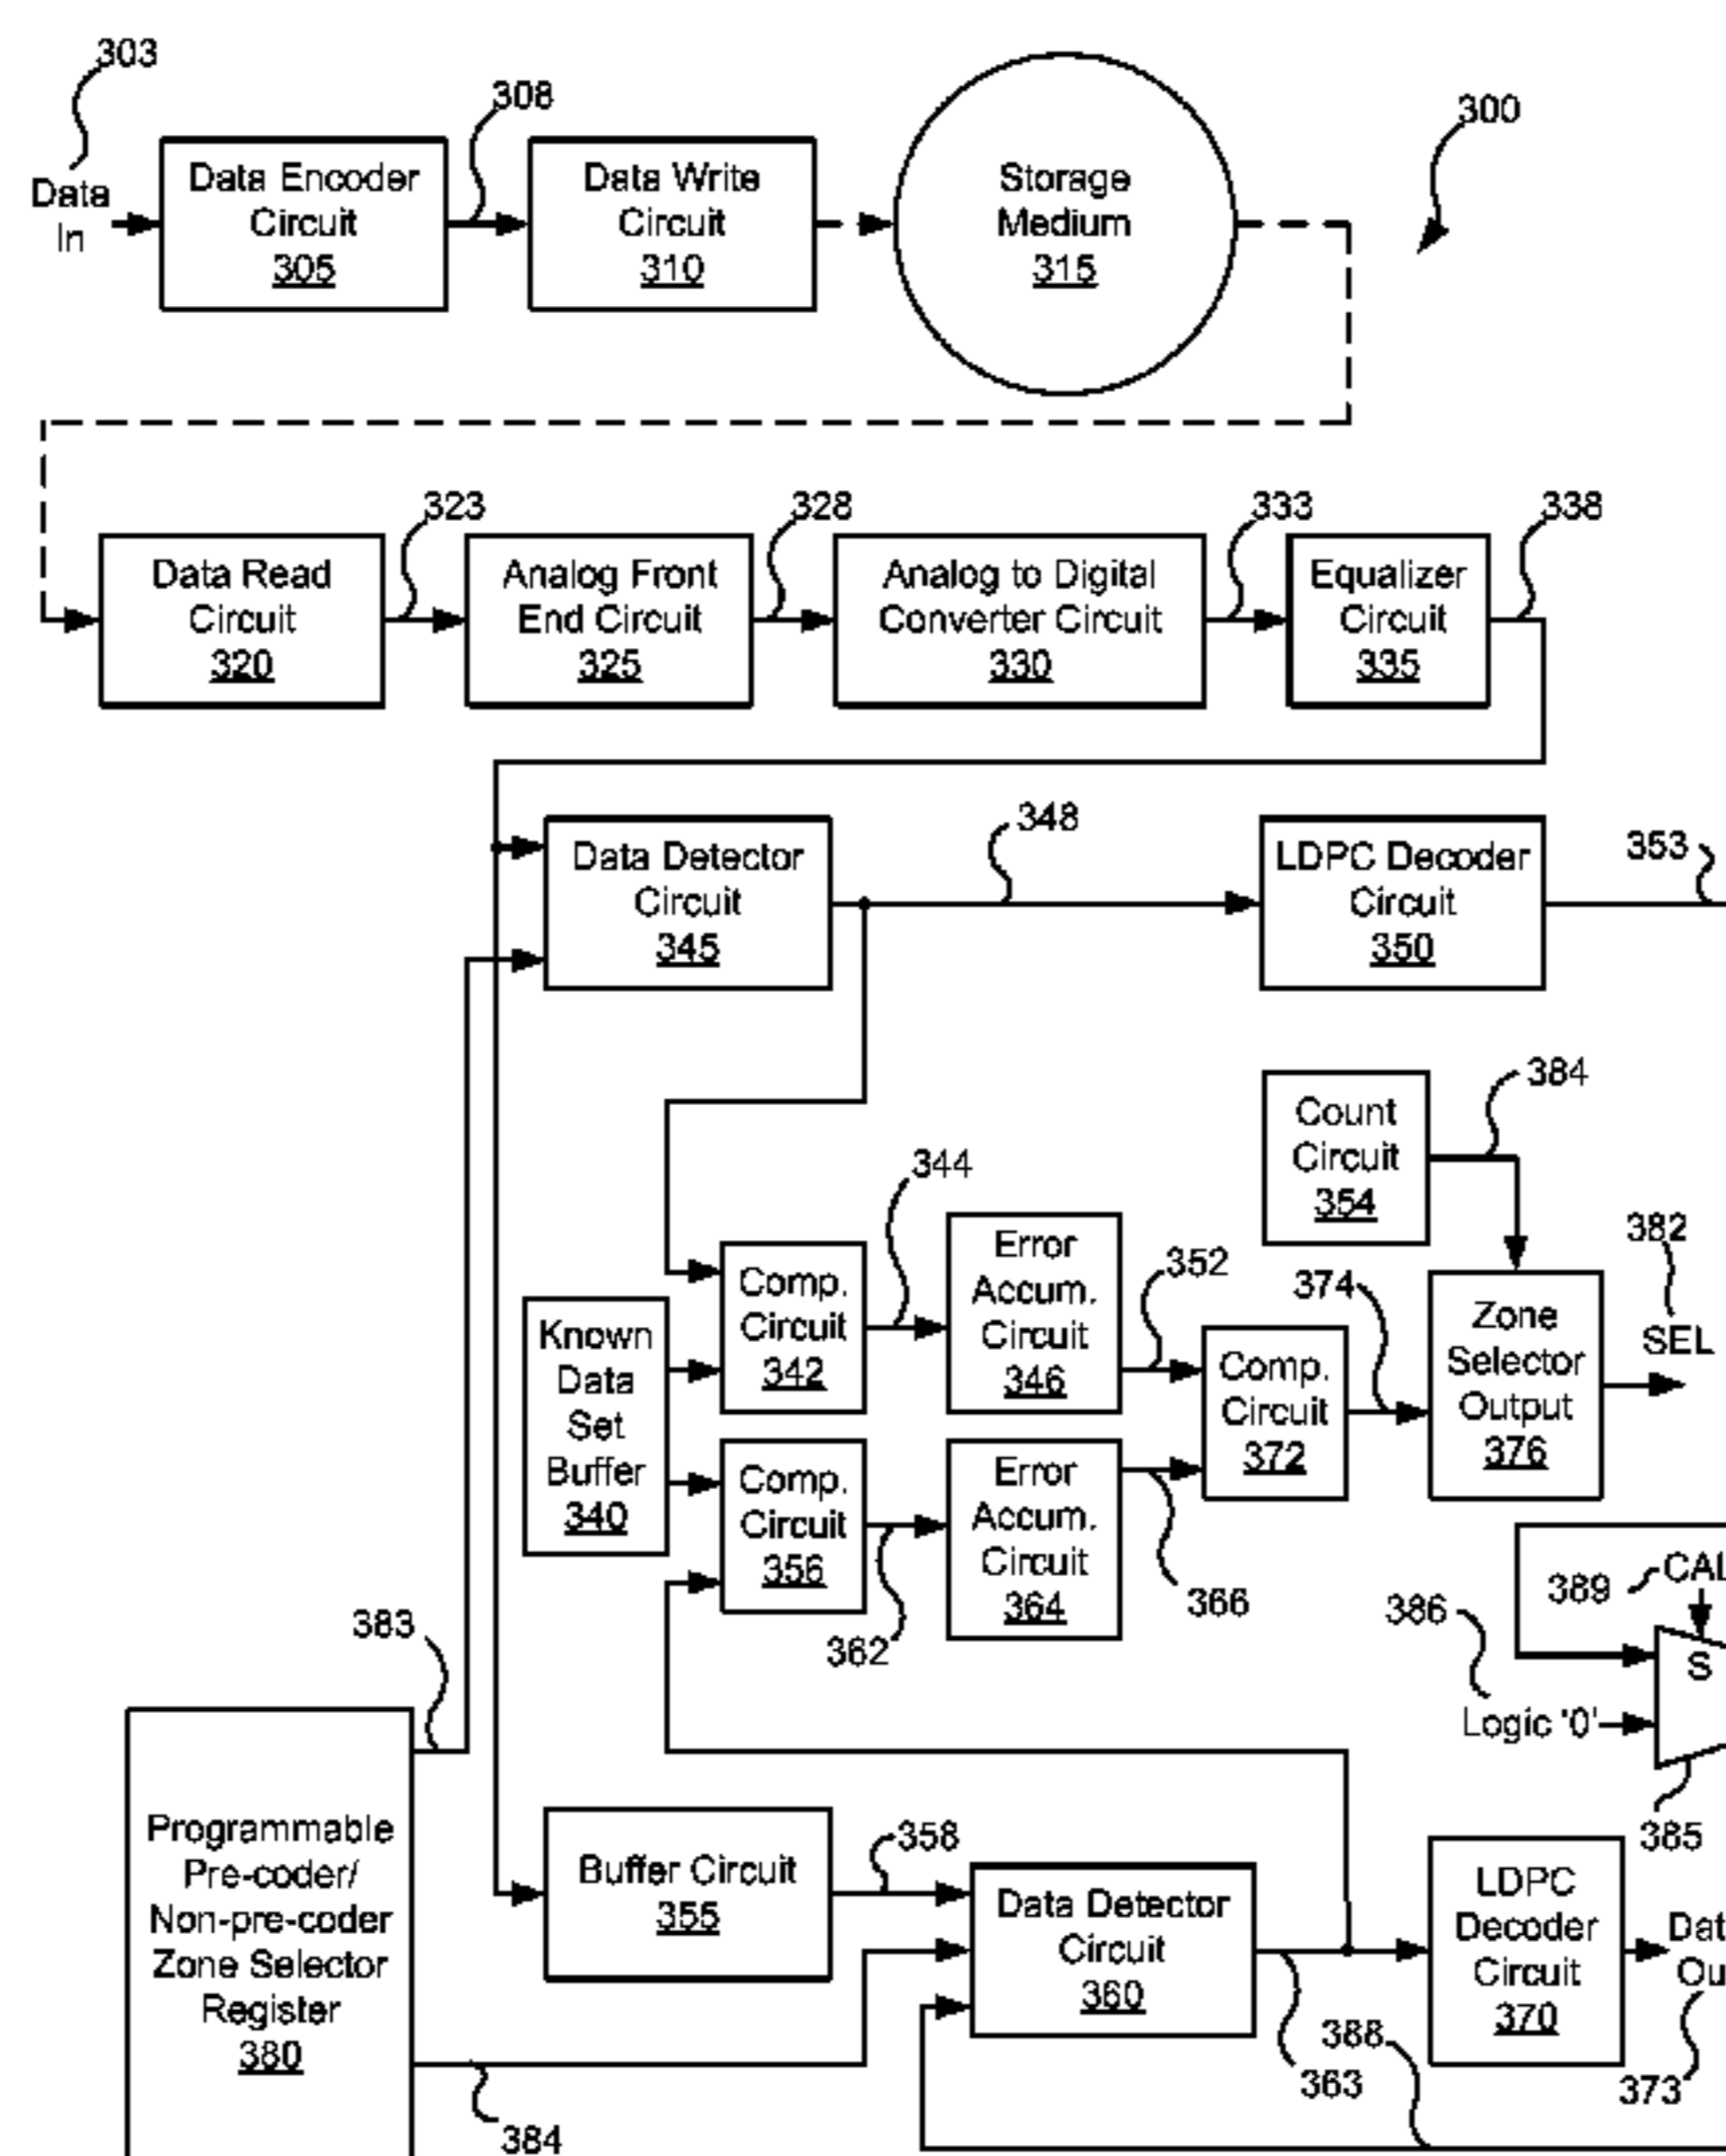 303
308
300
Data
In
Data Encoder
Circuit
305
Data Write
Circuit
310
Storage
Medium
315
323
328
333
338
Data Read
Circuit
320
Analog Front
End Circuit
325
Analog to Digital
Converter Circuit
330
Equalizer
Circuit
335
348
353
Data Detector
Circuit
345
LDPC Decoder
Circuit
350
384
Count
Circuit
354
344
352
374
382
SEL
Known
Data
Set
Buffer
340
Comp.
Circuit
342
Error
Accum.
Circuit
346
Comp.
Circuit
372
Zone
Selector
Output
376
Comp.
Circuit
356
Error
Accum.
Circuit
364
362
366
389
CAL
386
S
Logic '0'
385
383
Programmable
Pre-coder/
Non-pre-coder
Zone Selector
Register
380
384
Buffer Circuit
355
358
Data Detector
Circuit
360
363
388
LDPC
Decoder
Circuit
370
Dat
Ou
373